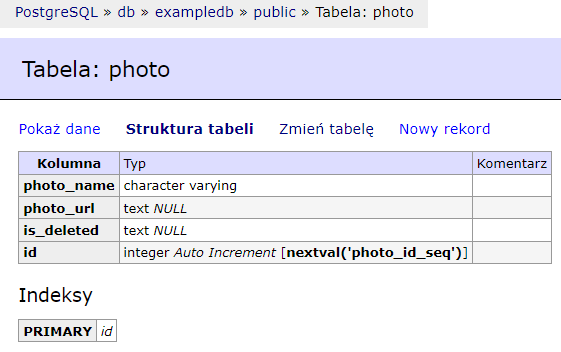 PostgreSQL » db » exampledb » public » Tabela: photo
Tabela: photo
Pokaż dane Struktura tabeli Zmień tabelę Nowy rekord
Kolumna Typ Komentarz
photo_name character varying
photo_url text NULL
is_deleted text NULL
id integer Auto Increment [nextval('photo_id_seq')]
Indeksy
PRIMARY id